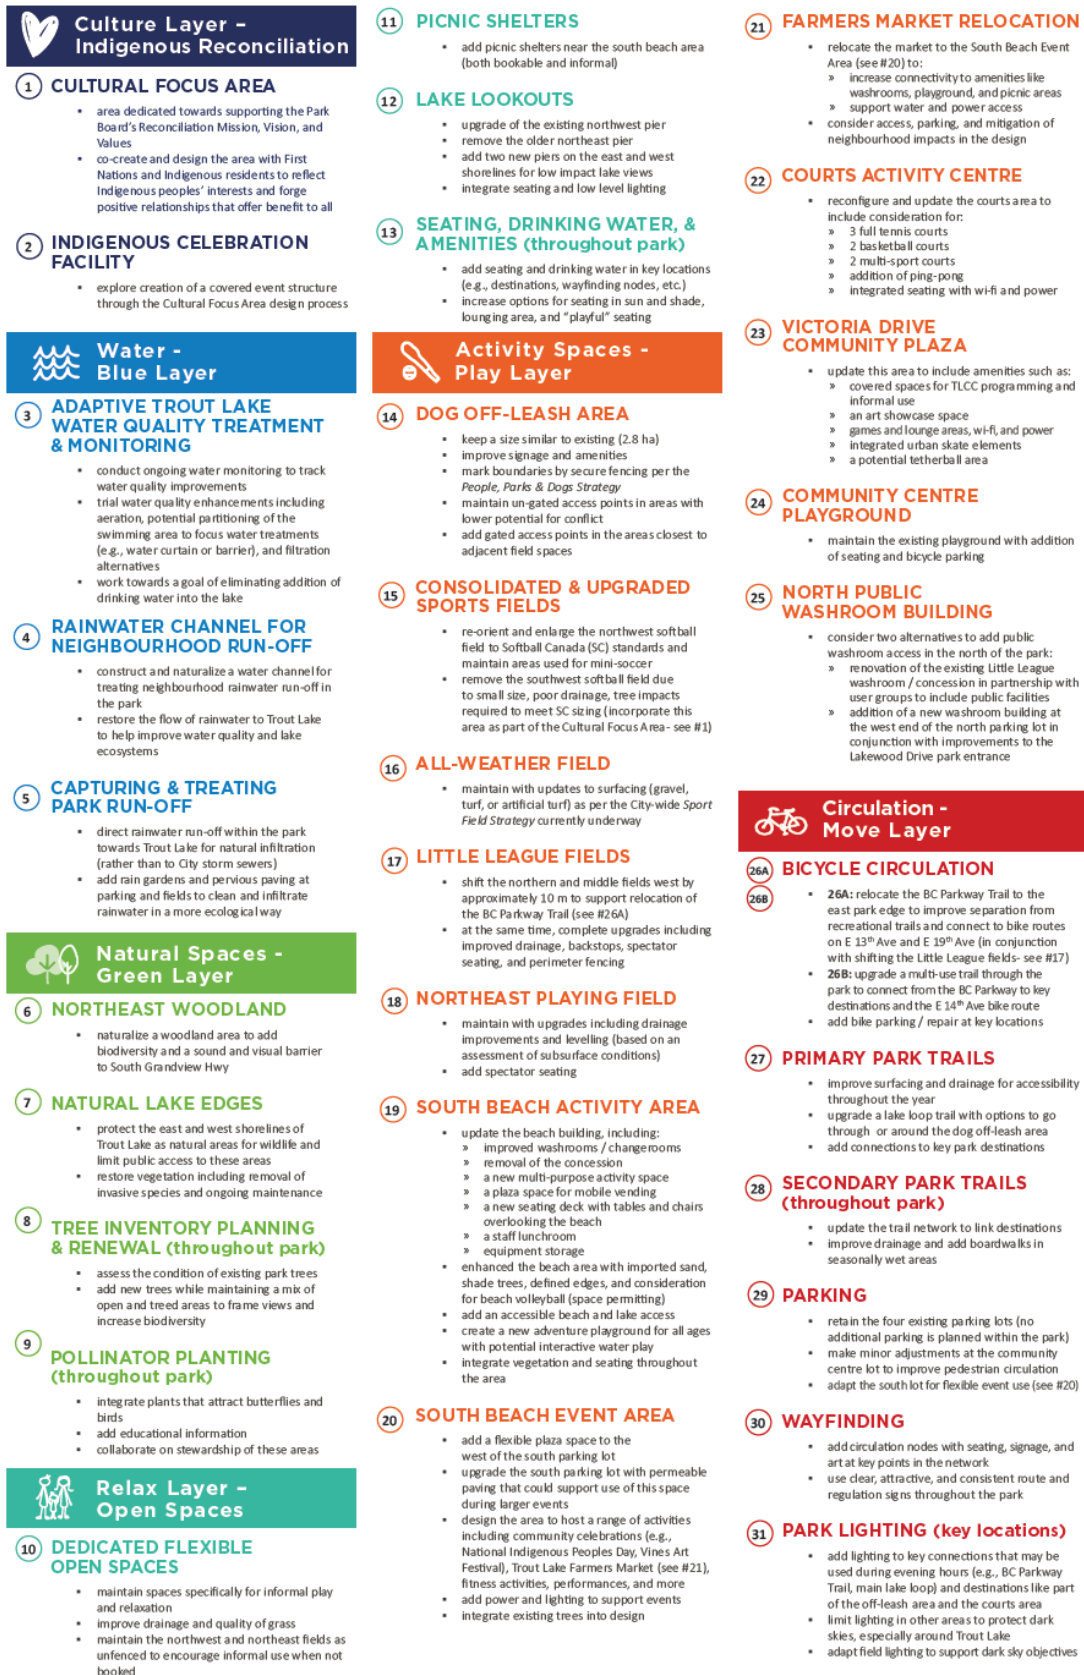 Culture Layer –
Indigenous Reconciliation
1 CULTURAL FOCUS AREA
▪ area dedicated towards supporting the Park
Board's Reconciliation Mission, Vision, and
Values
▪ co-create and design the area with First
Nations and Indigenous residents to reflect
Indigenous peoples' interests and forge
positive relationships that offer benefit to all
2 INDIGENOUS CELEBRATION
FACILITY
▪ explore creation of a covered event structure
through the Cultural Focus Area design process
Water -
Blue Layer
3 ADAPTIVE TROUT LAKE
WATER QUALITY TREATMENT
& MONITORING
▪ conduct ongoing water monitoring to track
water quality improvements
▪ trial water quality enhancements including
aeration, potential partitioning of the
swimming area to focus water treatments
(e.g., water curtain or barrier), and filtration
alternatives
▪ work towards a goal of eliminating addition of
drinking water into the lake
4 RAINWATER CHANNEL FOR
NEIGHBOURHOOD RUN-OFF
▪ construct and naturalize a water channel for
treating neighbourhood rainwater run-off in
the park
▪ restore the flow of rainwater to Trout Lake
to help improve water quality and lake
ecosystems
5 CAPTURING & TREATING
PARK RUN-OFF
▪ direct rainwater run-off within the park
towards Trout Lake for natural infiltration
(rather than to City storm sewers)
▪ add rain gardens and pervious paving at
parking and fields to clean and infiltrate
rainwater in a more ecological way
Natural Spaces -
Green Layer
6 NORTHEAST WOODLAND
▪ naturalize a woodland area to add
biodiversity and a sound and visual barrier
to South Grandview Hwy
7 NATURAL LAKE EDGES
▪ protect the east and west shorelines of
Trout Lake as natural areas for wildlife and
limit public access to these areas
▪ restore vegetation including removal of
invasive species and ongoing maintenance
8 TREE INVENTORY PLANNING
& RENEWAL (throughout park)
▪ assess the condition of existing park trees
▪ add new trees while maintaining a mix of
open and treed areas to frame views and
increase biodiversity
9 POLLINATOR PLANTING
(throughout park)
▪ integrate plants that attract butterflies and
birds
▪ add educational information
▪ collaborate on stewardship of these areas
Relax Layer –
Open Spaces
10 DEDICATED FLEXIBLE
OPEN SPACES
▪ maintain spaces specifically for informal play
and relaxation
▪ improve drainage and quality of grass
▪ maintain the northwest and northeast fields as
unfenced to encourage informal use when not
booked
11 PICNIC SHELTERS
▪ add picnic shelters near the south beach area
(both bookable and informal)
12 LAKE LOOKOUTS
▪ upgrade of the existing northwest pier
▪ remove the older northeast pier
▪ add two new piers on the east and west
shorelines for low impact lake views
▪ integrate seating and low level lighting
13 SEATING, DRINKING WATER, &
AMENITIES (throughout park)
▪ add seating and drinking water in key locations
(e.g., destinations, wayfinding nodes, etc.)
▪ increase options for seating in sun and shade,
lounging area, and "playful" seating
Activity Spaces -
Play Layer
14 DOG OFF-LEASH AREA
▪ keep a size similar to existing (2.8 ha)
▪ improve signage and amenities
▪ mark boundaries by secure fencing per the
People, Parks & Dogs Strategy
▪ maintain un-gated access points in areas with
lower potential for conflict
▪ add gated access points in the areas closest to
adjacent field spaces
15 CONSOLIDATED & UPGRADED
SPORTS FIELDS
▪ re-orient and enlarge the northwest softball
field to Softball Canada (SC) standards and
maintain areas used for mini-soccer
▪ remove the southwest softball field due
to small size, poor drainage, tree impacts
required to meet SC sizing (incorporate this
area as part of the Cultural Focus Area- see #1)
16 ALL-WEATHER FIELD
▪ maintain with updates to surfacing (gravel,
turf, or artificial turf) as per the City-wide Sport
Field Strategy currently underway
17 LITTLE LEAGUE FIELDS
▪ shift the northern and middle fields west by
approximately 10 m to support relocation of
the BC Parkway Trail (see #26A)
▪ at the same time, complete upgrades including
improved drainage, backstops, spectator
seating, and perimeter fencing
18 NORTHEAST PLAYING FIELD
▪ maintain with upgrades including drainage
improvements and levelling (based on an
assessment of subsurface conditions)
▪ add spectator seating
19 SOUTH BEACH ACTIVITY AREA
▪ update the beach building, including:
» improved washrooms / changerooms
» removal of the concession
» a new multi-purpose activity space
» a plaza space for mobile vending
» a new seating deck with tables and chairs
overlooking the beach
» a staff lunchroom
» equipment storage
▪ enhanced the beach area with imported sand,
shade trees, defined edges, and consideration
for beach volleyball (space permitting)
▪ add an accessible beach and lake access
▪ create a new adventure playground for all ages
with potential interactive water play
▪ integrate vegetation and seating throughout
the area
20 SOUTH BEACH EVENT AREA
▪ add a flexible plaza space to the
west of the south parking lot
▪ upgrade the south parking lot with permeable
paving that could support use of this space
during larger events
▪ design the area to host a range of activities
including community celebrations (e.g.,
National Indigenous Peoples Day, Vines Art
Festival), Trout Lake Farmers Market (see #21),
fitness activities, performances, and more
▪ add power and lighting to support events
▪ integrate existing trees into design
21 FARMERS MARKET RELOCATION
▪ relocate the market to the South Beach Event
Area (see #20) to:
» increase connectivity to amenities like
washrooms, playground, and picnic areas
» support water and power access
▪ consider access, parking, and mitigation of
neighbourhood impacts in the design
22 COURTS ACTIVITY CENTRE
▪ reconfigure and update the courts area to
include consideration for:
» 3 full tennis courts
» 2 basketball courts
» 2 multi-sport courts
» addition of ping-pong
» integrated seating with wi-fi and power
23 VICTORIA DRIVE
COMMUNITY PLAZA
▪ update this area to include amenities such as:
» covered spaces for TLCC programming and
informal use
» an art showcase space
» games and lounge areas, wi-fi, and power
» integrated urban skate elements
» a potential tetherball area
24 COMMUNITY CENTRE
PLAYGROUND
▪ maintain the existing playground with addition
of seating and bicycle parking
25 NORTH PUBLIC
WASHROOM BUILDING
▪ consider two alternatives to add public
washroom access in the north of the park:
» renovation of the existing Little League
washroom / concession in partnership with
user groups to include public facilities
» addition of a new washroom building at
the west end of the north parking lot in
conjunction with improvements to the
Lakewood Drive park entrance
Circulation -
Move Layer
26A BICYCLE CIRCULATION
26B
▪ 26A: relocate the BC Parkway Trail to the
east park edge to improve separation from
recreational trails and connect to bike routes
on E 13th Ave and E 19th Ave (in conjunction
with shifting the Little League fields- see #17)
▪ 26B: upgrade a multi-use trail through the
park to connect from the BC Parkway to key
destinations and the E 14th Ave bike route
▪ add bike parking / repair at key locations
27 PRIMARY PARK TRAILS
▪ improve surfacing and drainage for accessibility
throughout the year
▪ upgrade a lake loop trail with options to go
through or around the dog off-leash area
▪ add connections to key park destinations
28 SECONDARY PARK TRAILS
(throughout park)
▪ update the trail network to link destinations
▪ improve drainage and add boardwalks in
seasonally wet areas
29 PARKING
▪ retain the four existing parking lots (no
additional parking is planned within the park)
▪ make minor adjustments at the community
centre lot to improve pedestrian circulation
▪ adapt the south lot for flexible event use (see #20)
30 WAYFINDING
▪ add circulation nodes with seating, signage, and
art at key points in the network
▪ use clear, attractive, and consistent route and
regulation signs throughout the park
31 PARK LIGHTING (key locations)
▪ add lighting to key connections that may be
used during evening hours (e.g., BC Parkway
Trail, main lake loop) and destinations like part
of the off-leash area and the courts area
▪ limit lighting in other areas to protect dark
skies, especially around Trout Lake
▪ adapt field lighting to support dark sky objectives